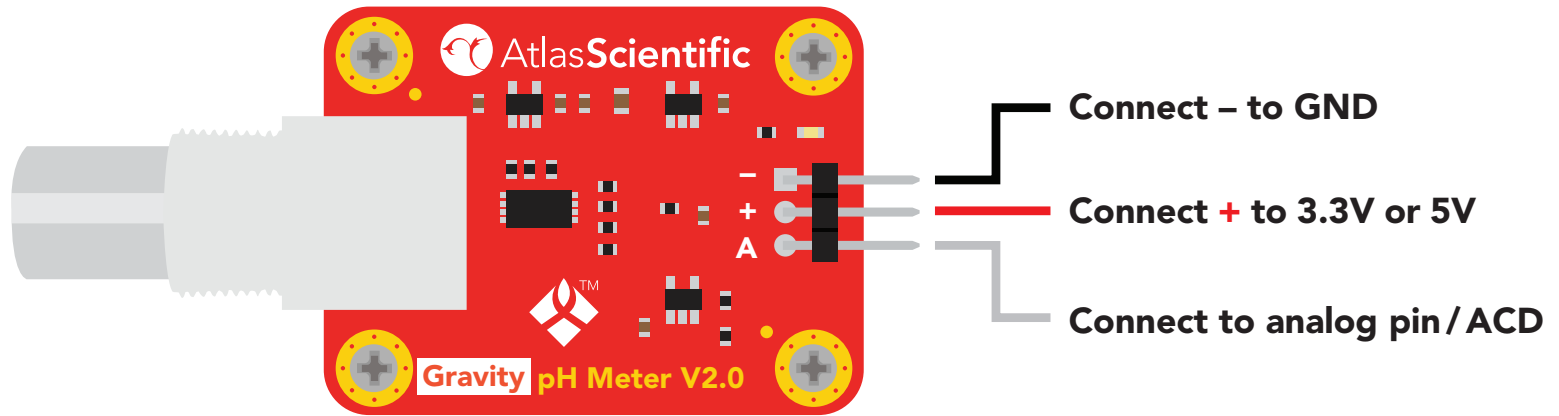 AtlasScientific
Connect – to GND
–
+
Connect + to 3.3V or 5V
A
TM
Connect to analog pin / ACD
Gravity pH Meter V2.0